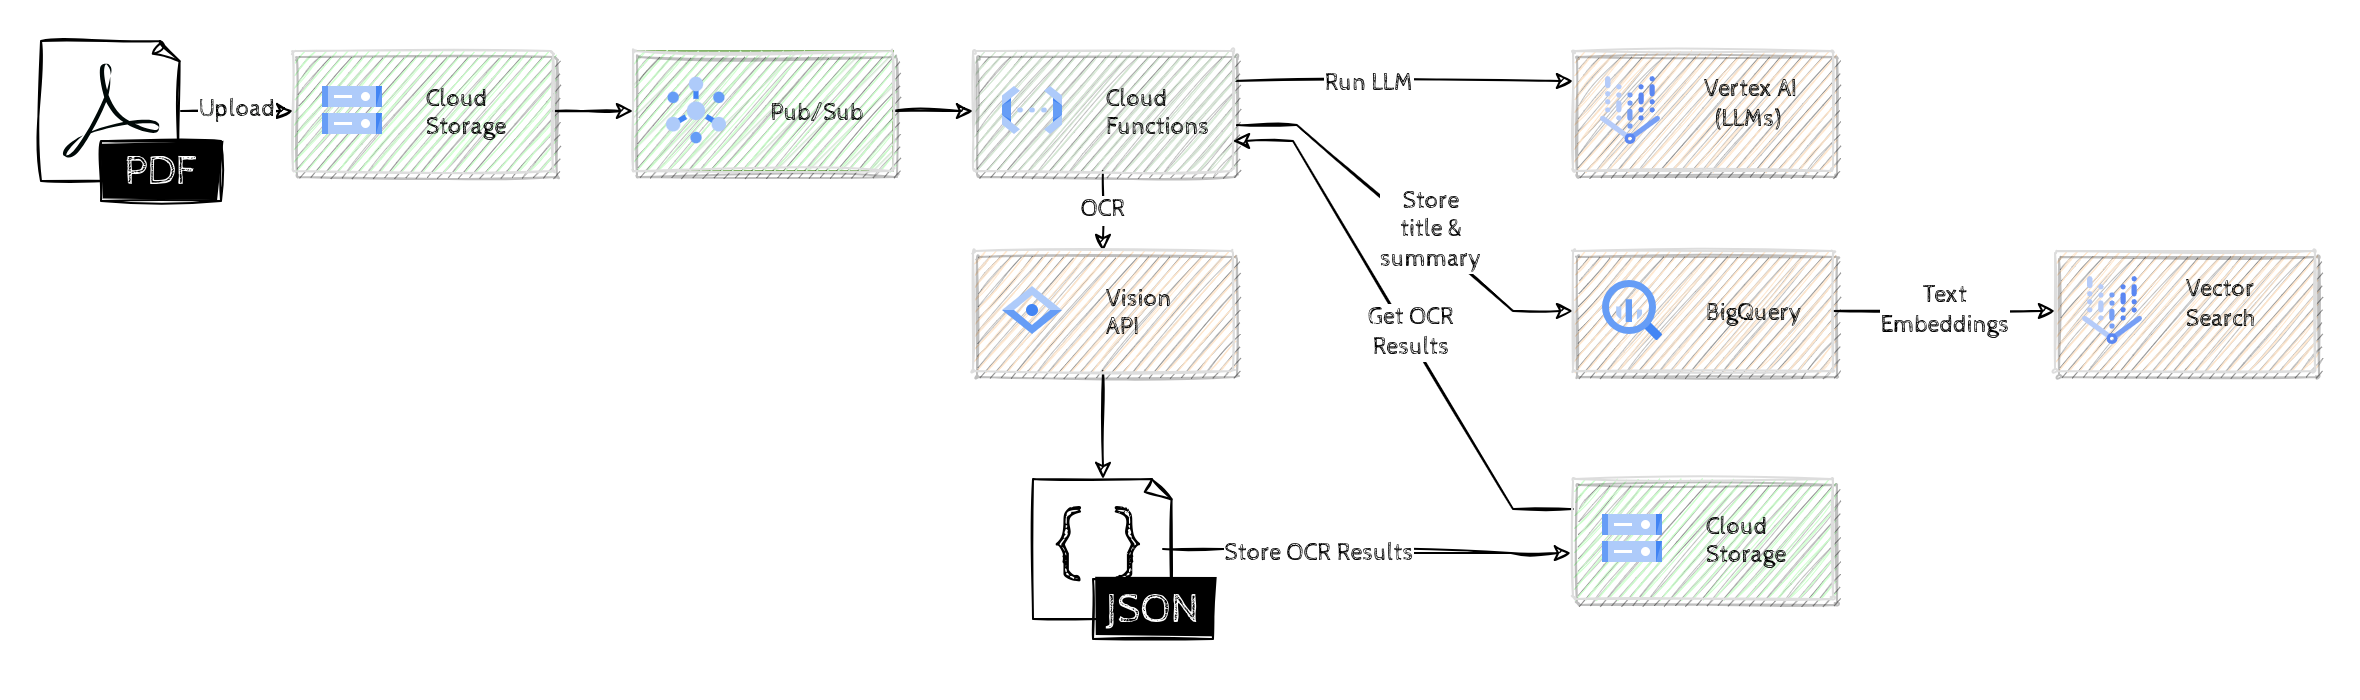 Upload
PDF
Cloud
Storage
Pub/Sub
Cloud
Functions
Run LLM
Vertex AI
(LLMs)
OCR
Store
title &
summary
Vision
API
Get OCR
Results
BigQuery
Text
Embeddings
Vector
Search
{ }
JSON
Store OCR Results
Cloud
Storage